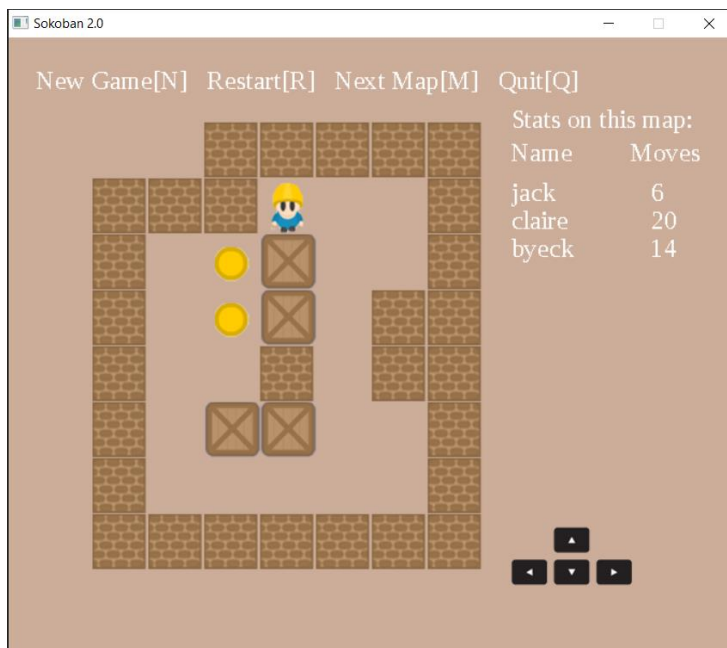 Sokoban 2.0
New Game[N] Restart[R] Next Map[M] Quit[Q]
Stats on this map:
Name Moves
jack 6
claire 20
byeck 14